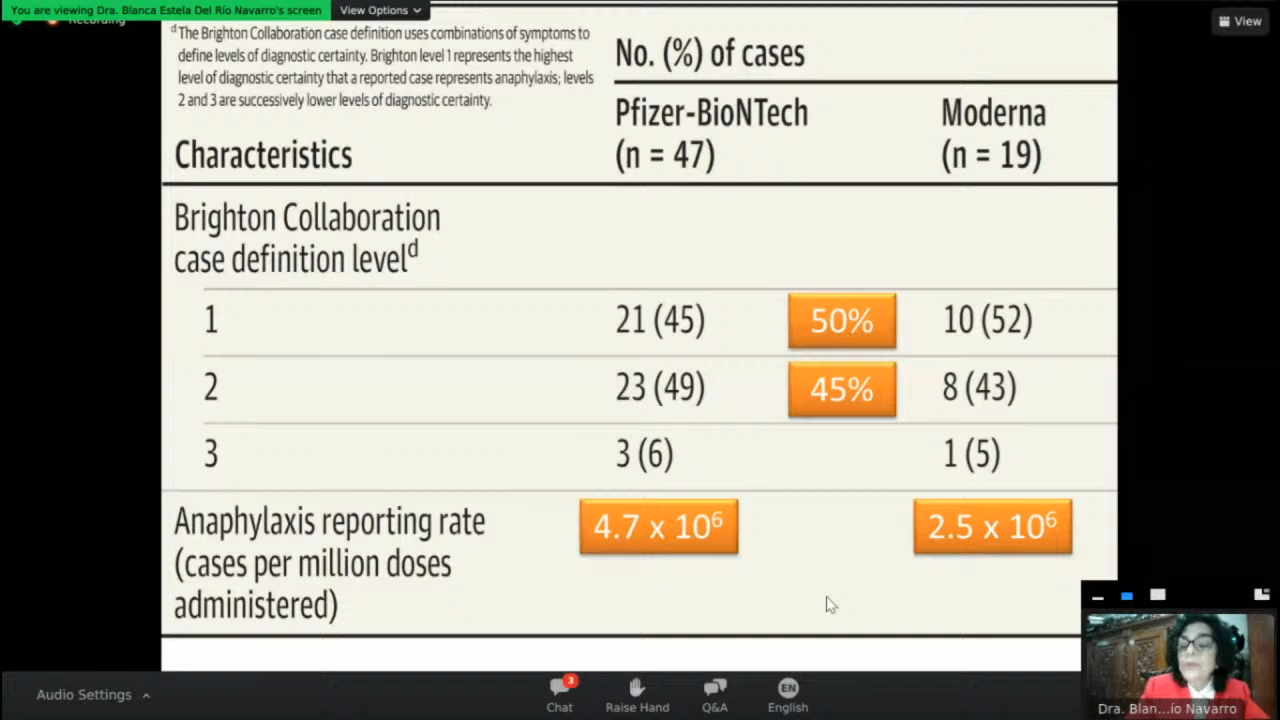 You are viewing Dra. Blanca Estela Del Río Navarro's screen
View Options
Recording
View
d The Brighton Collaboration case definition uses combinations of symptoms to
define levels of diagnostic certainty. Brighton level 1 represents the highest
level of diagnostic certainty that a reported case represents anaphylaxis; levels
2 and 3 are successively lower levels of diagnostic certainty.
No. (%) of cases
Characteristics
Pfizer-BioNTech
(n = 47)
Moderna
(n = 19)
Brighton Collaboration
case definition levelᵈ
1 21 (45) 50% 10 (52)
2 23 (49) 45% 8 (43)
3 3 (6) 1 (5)
Anaphylaxis reporting rate
(cases per million doses
administered)
4.7 x 10⁶ 2.5 x 10⁶
Audio Settings
3
Chat
Raise Hand
Q&A
EN
English
Dra. Blan...ío Navarro